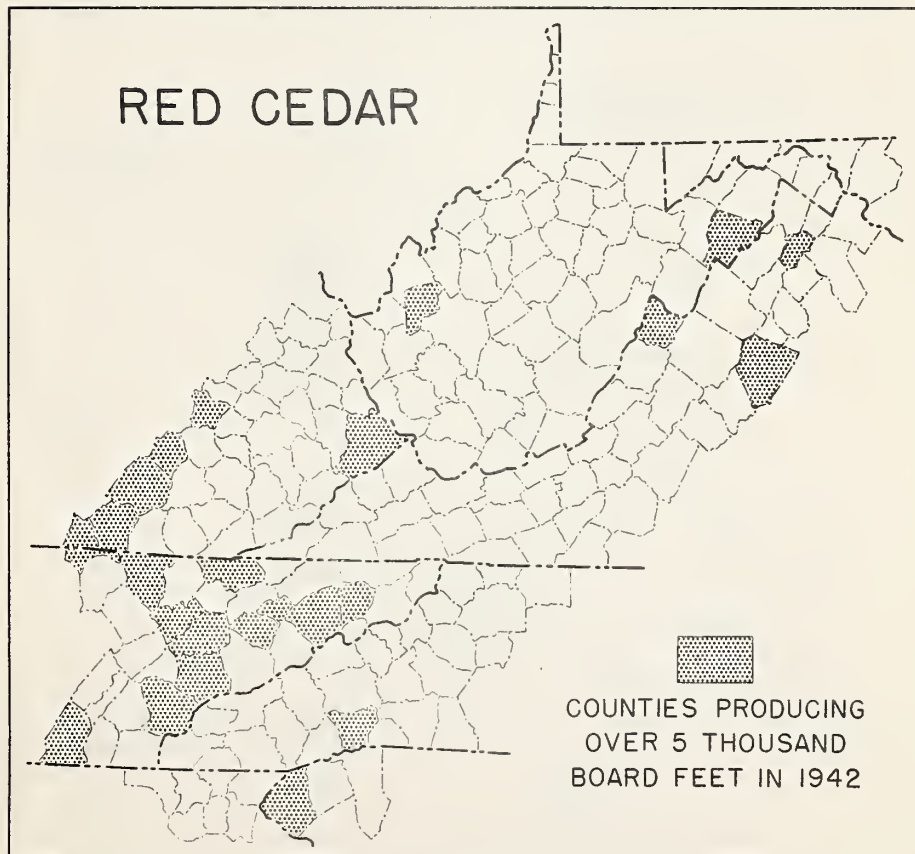 RED CEDAR
COUNTIES PRODUCING
OVER 5 THOUSAND
BOARD FEET IN 1942